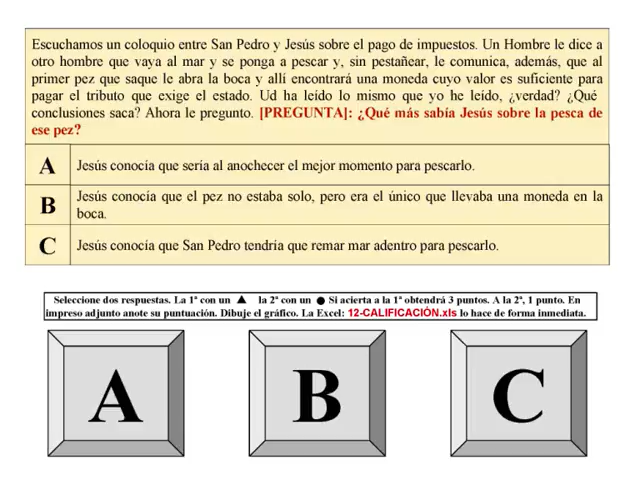 Escuchamos un coloquio entre San Pedro y Jesús sobre el pago de impuestos. Un Hombre le dice a
otro hombre que vaya al mar y se ponga a pescar y, sin pestañear, le comunica, además, que al
primer pez que saque le abra la boca y allí encontrará una moneda cuyo valor es suficiente para
pagar el tributo que exige el estado. Ud ha leído lo mismo que yo he leído, ¿verdad? ¿Qué
conclusiones saca? Ahora le pregunto. [PREGUNTA]: ¿Qué más sabía Jesús sobre la pesca de
ese pez?
A Jesús conocía que sería al anochecer el mejor momento para pescarlo.
B Jesús conocía que el pez no estaba solo, pero era el único que llevaba una moneda en la
boca.
C Jesús conocía que San Pedro tendría que remar mar adentro para pescarlo.
Seleccione dos respuestas. La 1ª con un ▲ la 2ª con un ● Si acierta a la 1ª obtendrá 3 puntos. A la 2ª, 1 punto. En
impreso adjunto anote su puntuación. Dibuje el gráfico. La Excel: 12-CALIFICACIÓN.xls lo hace de forma inmediata.
A B C